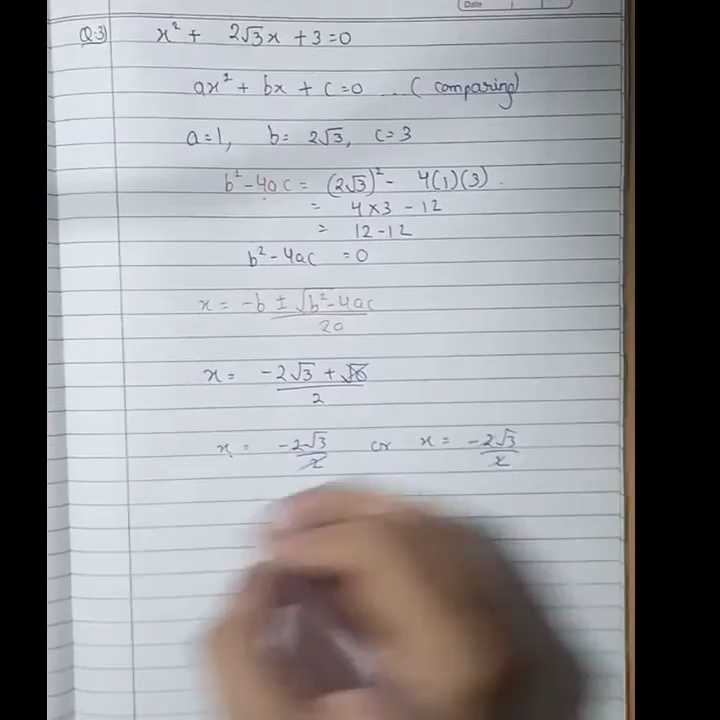 Date
Q.3) x² + 2√3x + 3 = 0
ax² + bx + c = 0 ... (comparing)
a = 1, b = 2√3, c = 3
b² - 4ac = (2√3)² - 4(1)(3)
= 4×3 - 12
= 12 - 12
b² - 4ac = 0
x = -b ± √b² - 4ac
2a
x = -2√3 + √0
2
x = -2√3 or x = -2√3
2 2